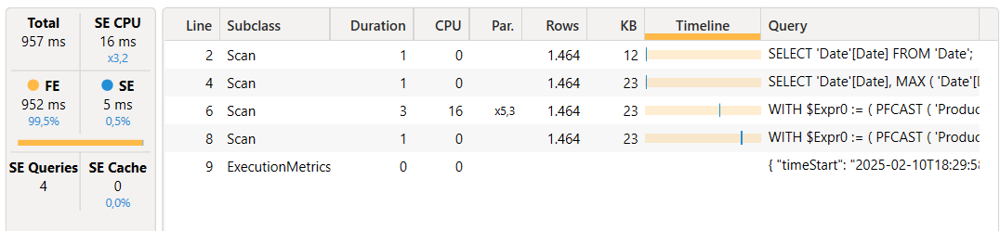 Total SE CPU
957 ms 16 ms
x3,2
FE SE
952 ms 5 ms
99,5% 0,5%
SE Queries SE Cache
4 0
0,0%
Line Subclass Duration CPU Par. Rows KB Timeline Query
2 Scan 1 0 1.464 12 SELECT 'Date'[Date] FROM 'Date';
4 Scan 1 0 1.464 23 SELECT 'Date'[Date], MAX ( 'Date'[D
6 Scan 3 16 x5,3 1.464 23 WITH $Expr0 := ( PFCAST ( 'Produc
8 Scan 1 0 1.464 23 WITH $Expr0 := ( PFCAST ( 'Produc
9 ExecutionMetrics 0 0 { "timeStart": "2025-02-10T18:29:58